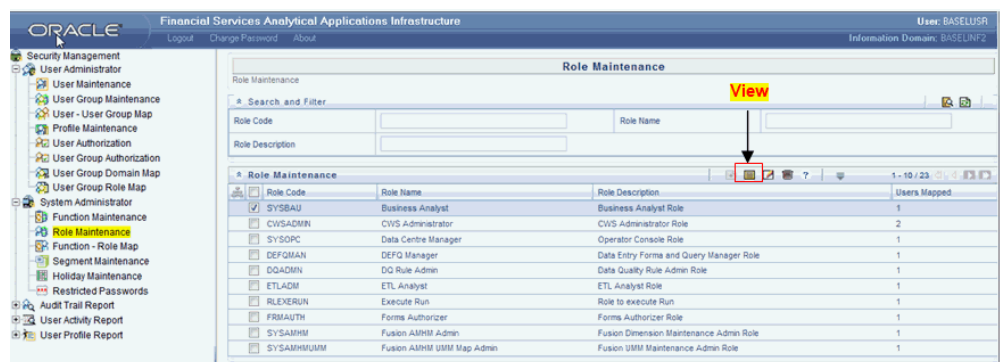 ORACLE
Financial Services Analytical Applications Infrastructure
User: BASELUSR
Logout Change Password About
Information Domain: BASELINF2
Security Management
User Administrator
User Maintenance
User Group Maintenance
User - User Group Map
Profile Maintenance
User Authorization
User Group Authorization
User Group Domain Map
User Group Role Map
System Administrator
Function Maintenance
Role Maintenance
Function - Role Map
Segment Maintenance
Holiday Maintenance
Restricted Passwords
Audit Trail Report
User Activity Report
User Profile Report
Role Maintenance
Role Maintenance
View
Search and Filter
Role Code
Role Name
Role Description
Role Maintenance
?
1 - 10 / 23
Role Code Role Name Role Description Users Mapped
SYSBAU Business Analyst Business Analyst Role 1
CWSADMIN CWS Administrator CWS Administrator Role 2
SYSOPC Data Centre Manager Operator Console Role 1
DEFQMAN DEFQ Manager Data Entry Forms and Query Manager Role 1
DQADMN DQ Rule Admin Data Quality Rule Admin Role 1
ETLADM ETL Analyst ETL Analyst Role 1
RLEXERUN Execute Run Role to execute Run 1
FRMAUTH Forms Authorizer Forms Authorizer Role 1
SYSAMHM Fusion AMHM Admin Fusion Dimension Maintenance Admin Role 1
SYSAMHMUMM Fusion AMHM UMM Map Admin Fusion UMM Maintenance Admin Role 1